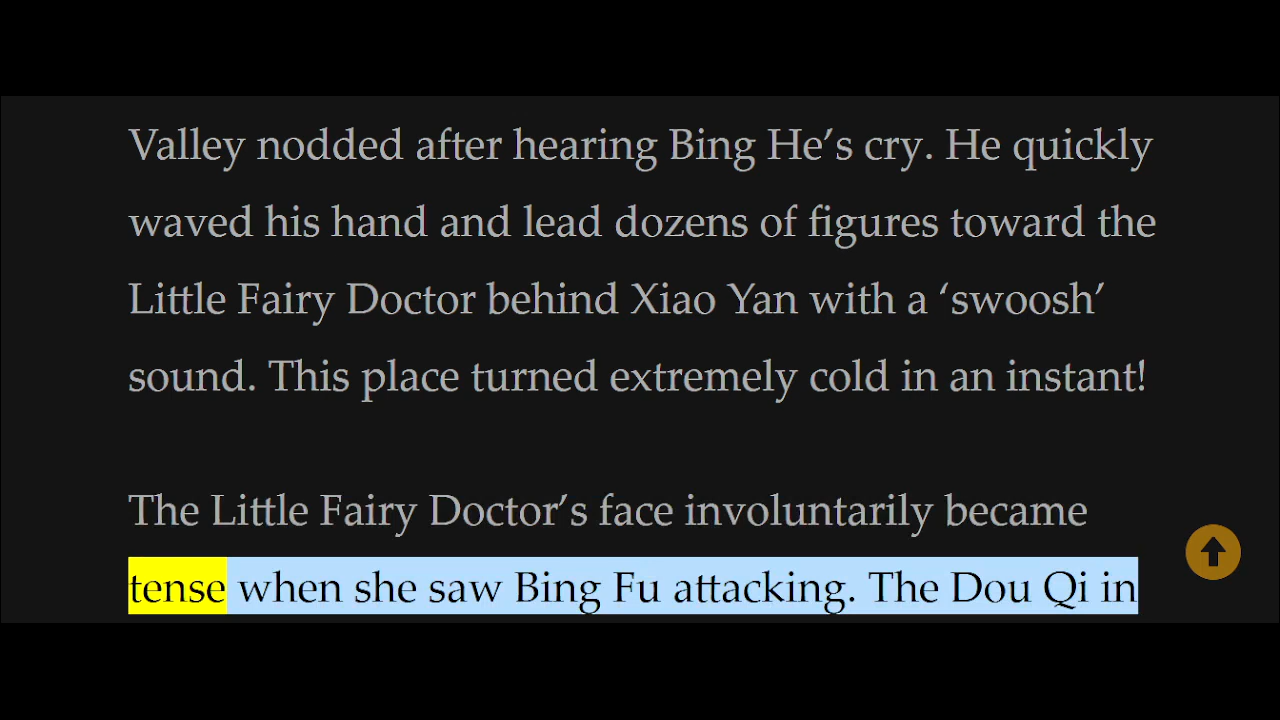 Valley nodded after hearing Bing He’s cry. He quickly
waved his hand and lead dozens of figures toward the
Little Fairy Doctor behind Xiao Yan with a ‘swoosh’
sound. This place turned extremely cold in an instant!
The Little Fairy Doctor’s face involuntarily became
tense when she saw Bing Fu attacking. The Dou Qi in